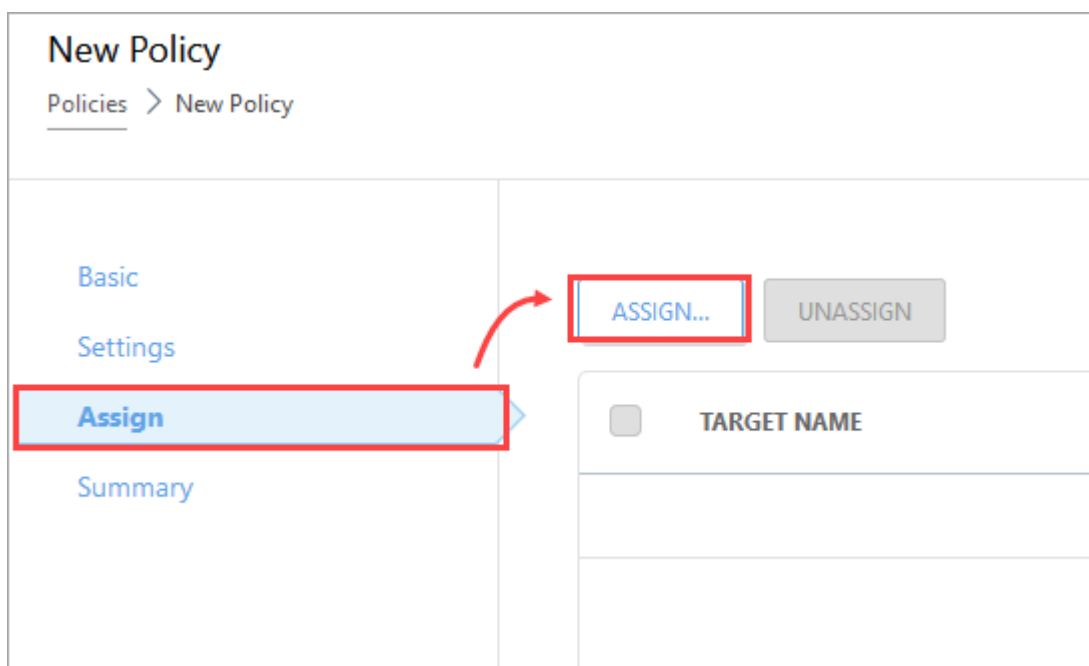 New Policy
Policies > New Policy
Basic
Settings
Assign
Summary
ASSIGN... UNASSIGN
TARGET NAME